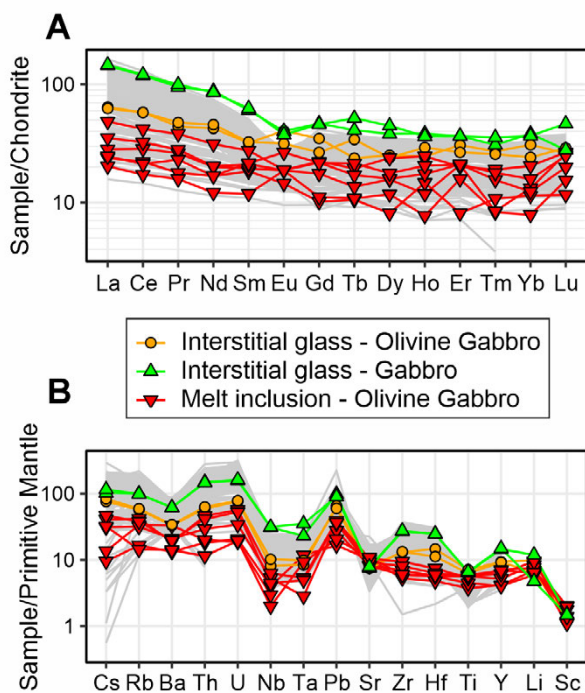 A
Sample/Chondrite
100
10
La Ce Pr Nd Sm Eu Gd Tb Dy Ho Er Tm Yb Lu
Interstitial glass - Olivine Gabbro
Interstitial glass - Gabbro
Melt inclusion - Olivine Gabbro
B
Sample/Primitive Mantle
100
10
1
Cs Rb Ba Th U Nb Ta Pb Sr Zr Hf Ti Y Li Sc